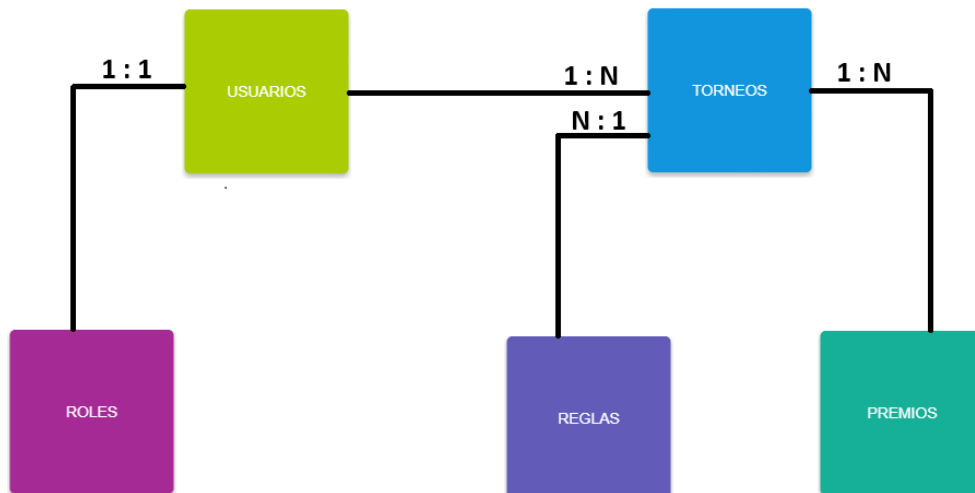 1 : 1
USUARIOS
1 : N
TORNEOS
1 : N
N : 1
ROLES
REGLAS
PREMIOS